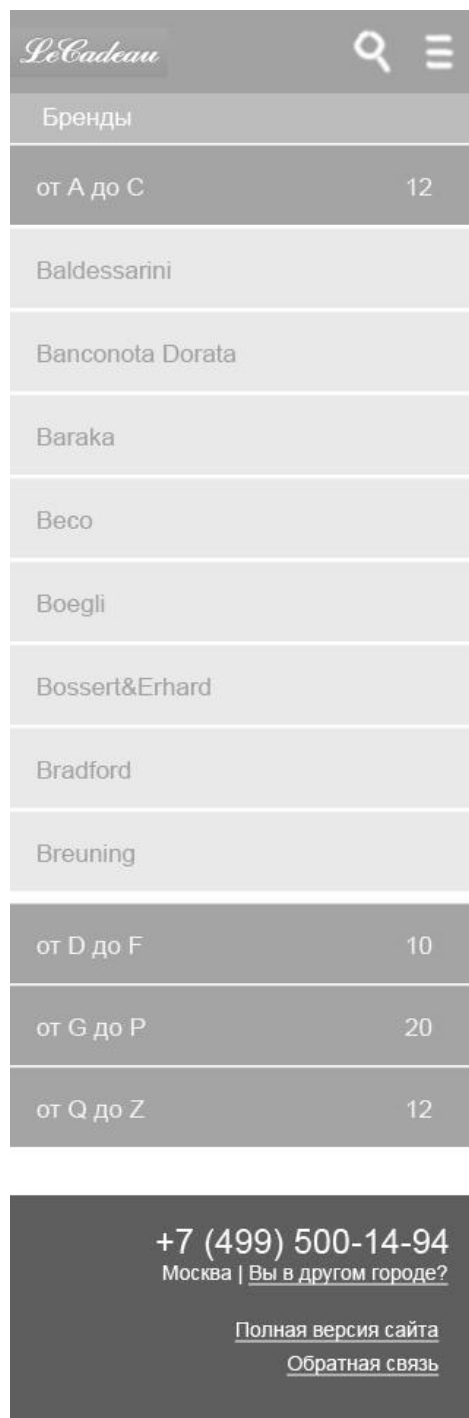 LeCadeau
Бренды
от A до C 12
Baldessarini
Banconota Dorata
Baraka
Beco
Boegli
Bossert&Erhard
Bradford
Breuning
от D до F 10
от G до P 20
от Q до Z 12
+7 (499) 500-14-94
Москва | Вы в другом городе?
Полная версия сайта
Обратная связь